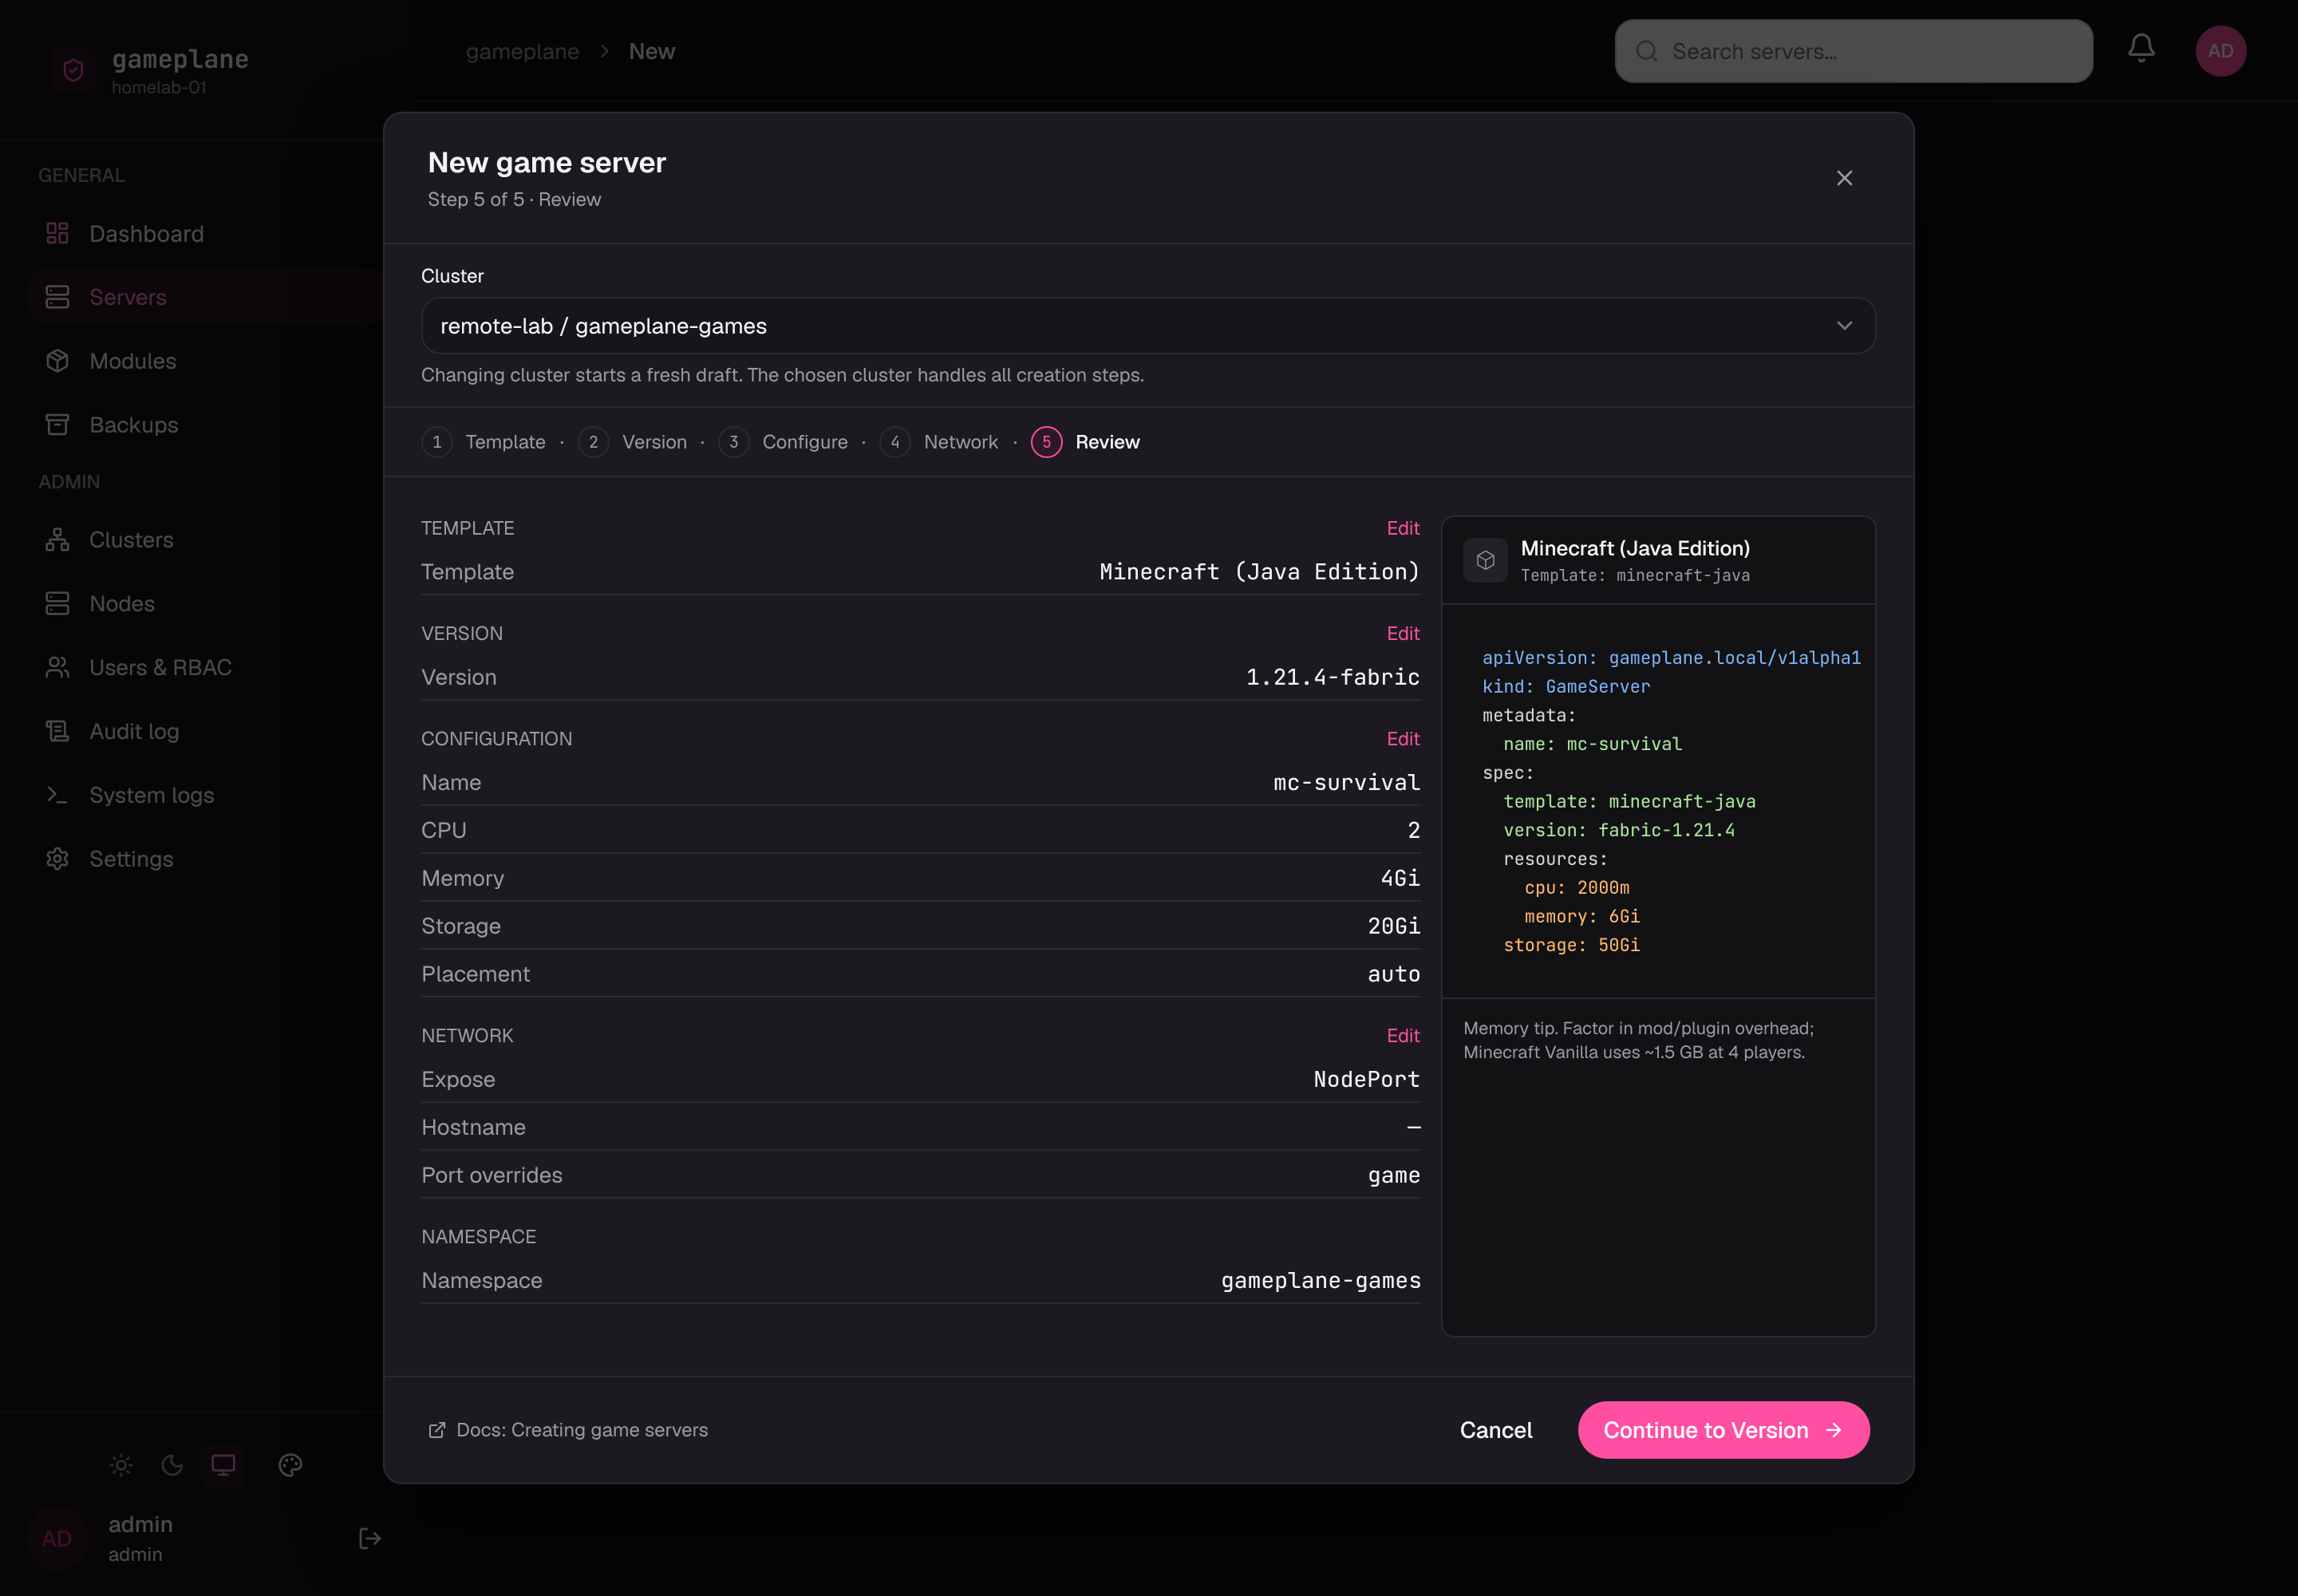 gameplane
homelab-01
gameplane > New
Search servers...
AD
GENERAL
Dashboard
Servers
Modules
Backups
ADMIN
Clusters
Nodes
Users & RBAC
Audit log
System logs
Settings
AD
admin
admin
New game server
Step 5 of 5 · Review
Cluster
remote-lab / gameplane-games
Changing cluster starts a fresh draft. The chosen cluster handles all creation steps.
1 Template · 2 Version · 3 Configure · 4 Network · 5 Review
TEMPLATE Edit
Template Minecraft (Java Edition)
VERSION Edit
Version 1.21.4-fabric
CONFIGURATION Edit
Name mc-survival
CPU 2
Memory 4Gi
Storage 20Gi
Placement auto
NETWORK Edit
Expose NodePort
Hostname —
Port overrides game
NAMESPACE
Namespace gameplane-games
Minecraft (Java Edition)
Template: minecraft-java
apiVersion: gameplane.local/v1alpha1
kind: GameServer
metadata:
  name: mc-survival
spec:
  template: minecraft-java
  version: fabric-1.21.4
  resources:
    cpu: 2000m
    memory: 6Gi
  storage: 50Gi
Memory tip. Factor in mod/plugin overhead;
Minecraft Vanilla uses ~1.5 GB at 4 players.
Docs: Creating game servers
Cancel
Continue to Version →